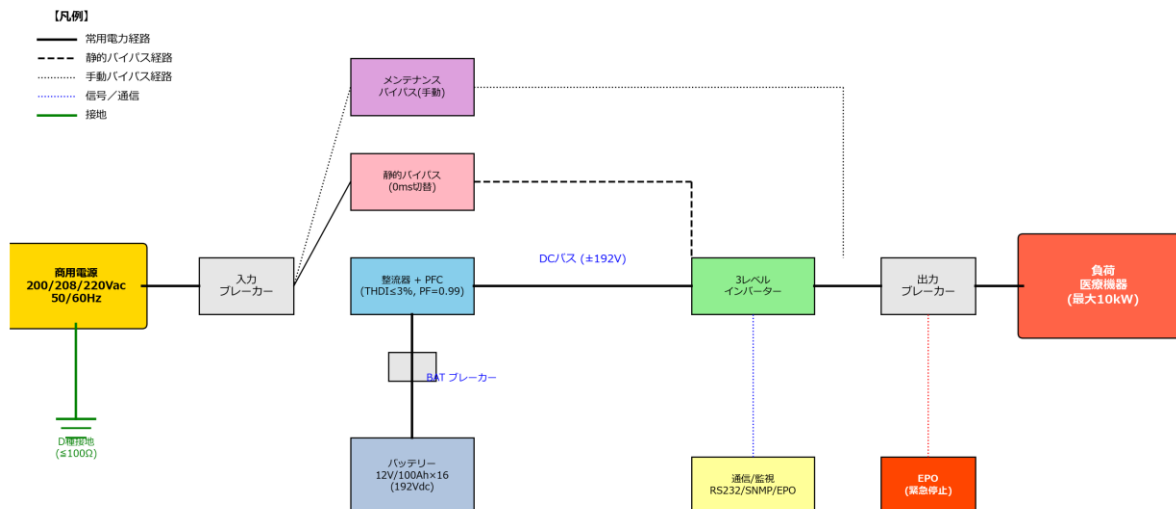 【凡例】
常用電力経路
静的バイパス経路
手動バイパス経路
信号／通信
接地
メンテナンス
バイパス(手動)
静的バイパス
(0ms切替)
商用電源
200/208/220Vac
50/60Hz
入力
ブレーカー
整流器 + PFC
(THDI≤3%, PF=0.99)
DCバス (±192V)
3レベル
インバーター
出力
ブレーカー
負荷
医療機器
(最大10kW)
BAT ブレーカー
D種接地
(≤100Ω)
バッテリー
12V/100Ah×16
(192Vdc)
通信/監視
RS232/SNMP/EPO
EPO
(緊急停止)